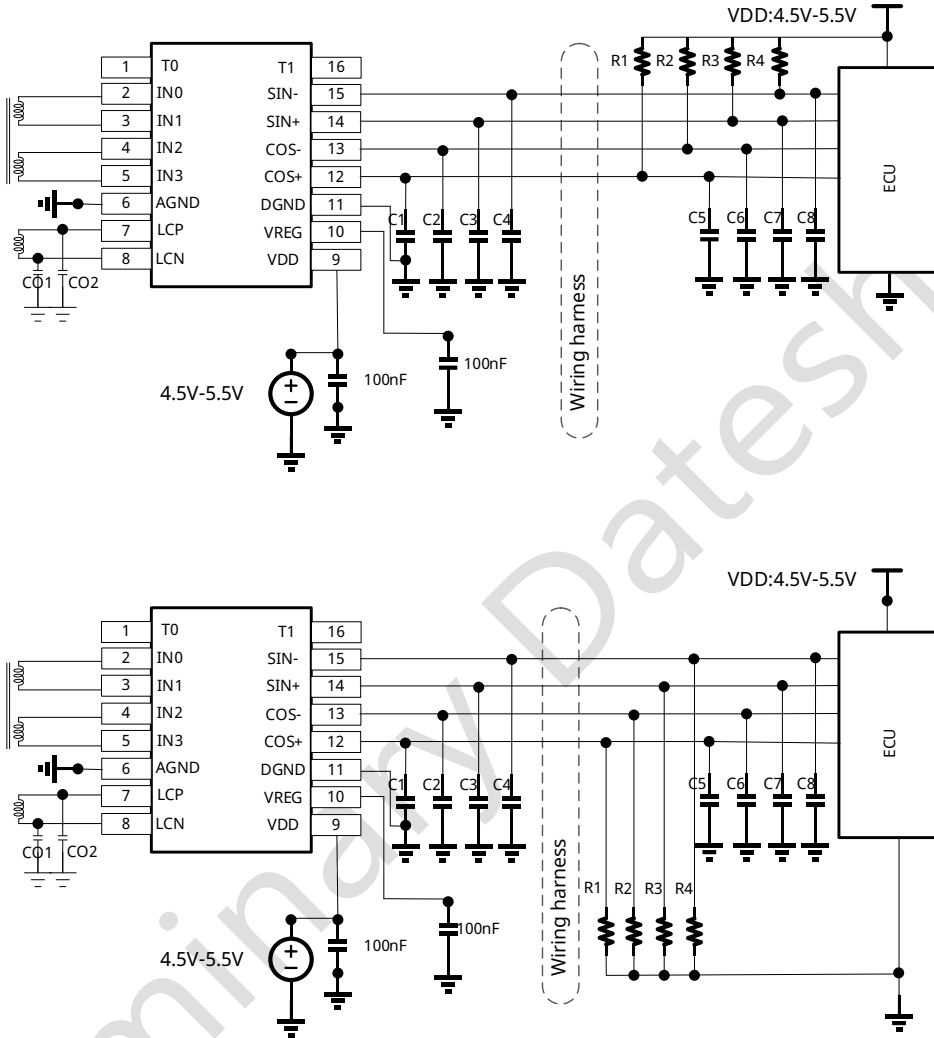 VDD:4.5V-5.5V
R1 R2 R3 R4
1 T0 T1 16
2 IN0 SIN- 15
3 IN1 SIN+ 14
4 IN2 COS- 13
5 IN3 COS+ 12
6 AGND DGND 11
7 LCP VREG 10
8 LCN VDD 9
C1 C2 C3 C4
C5 C6 C7 C8
ECU
CO1 CO2
Wiring harness
4.5V-5.5V
100nF
100nF
VDD:4.5V-5.5V
1 T0 T1 16
2 IN0 SIN- 15
3 IN1 SIN+ 14
4 IN2 COS- 13
5 IN3 COS+ 12
6 AGND DGND 11
7 LCP VREG 10
8 LCN VDD 9
C1 C2 C3 C4
C5 C6 C7 C8
ECU
CO1 CO2
Wiring harness
R1 R2 R3 R4
4.5V-5.5V
100nF
100nF
minary Datesh